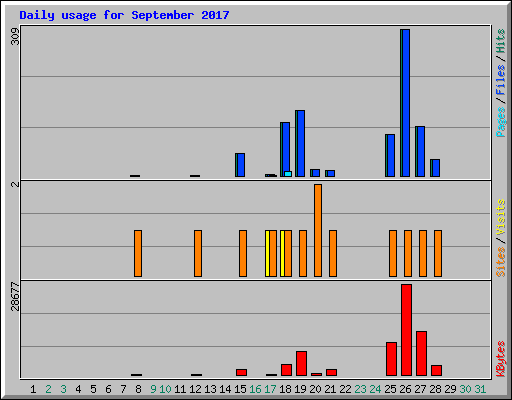 Daily usage for September 2017
309
Pages / Files / Hits
2
Sites / Visits
28677
KBytes
1 2 3 4 5 6 7 8 9 10 11 12 13 14 15 16 17 18 19 20 21 22 23 24 25 26 27 28 29 30 31